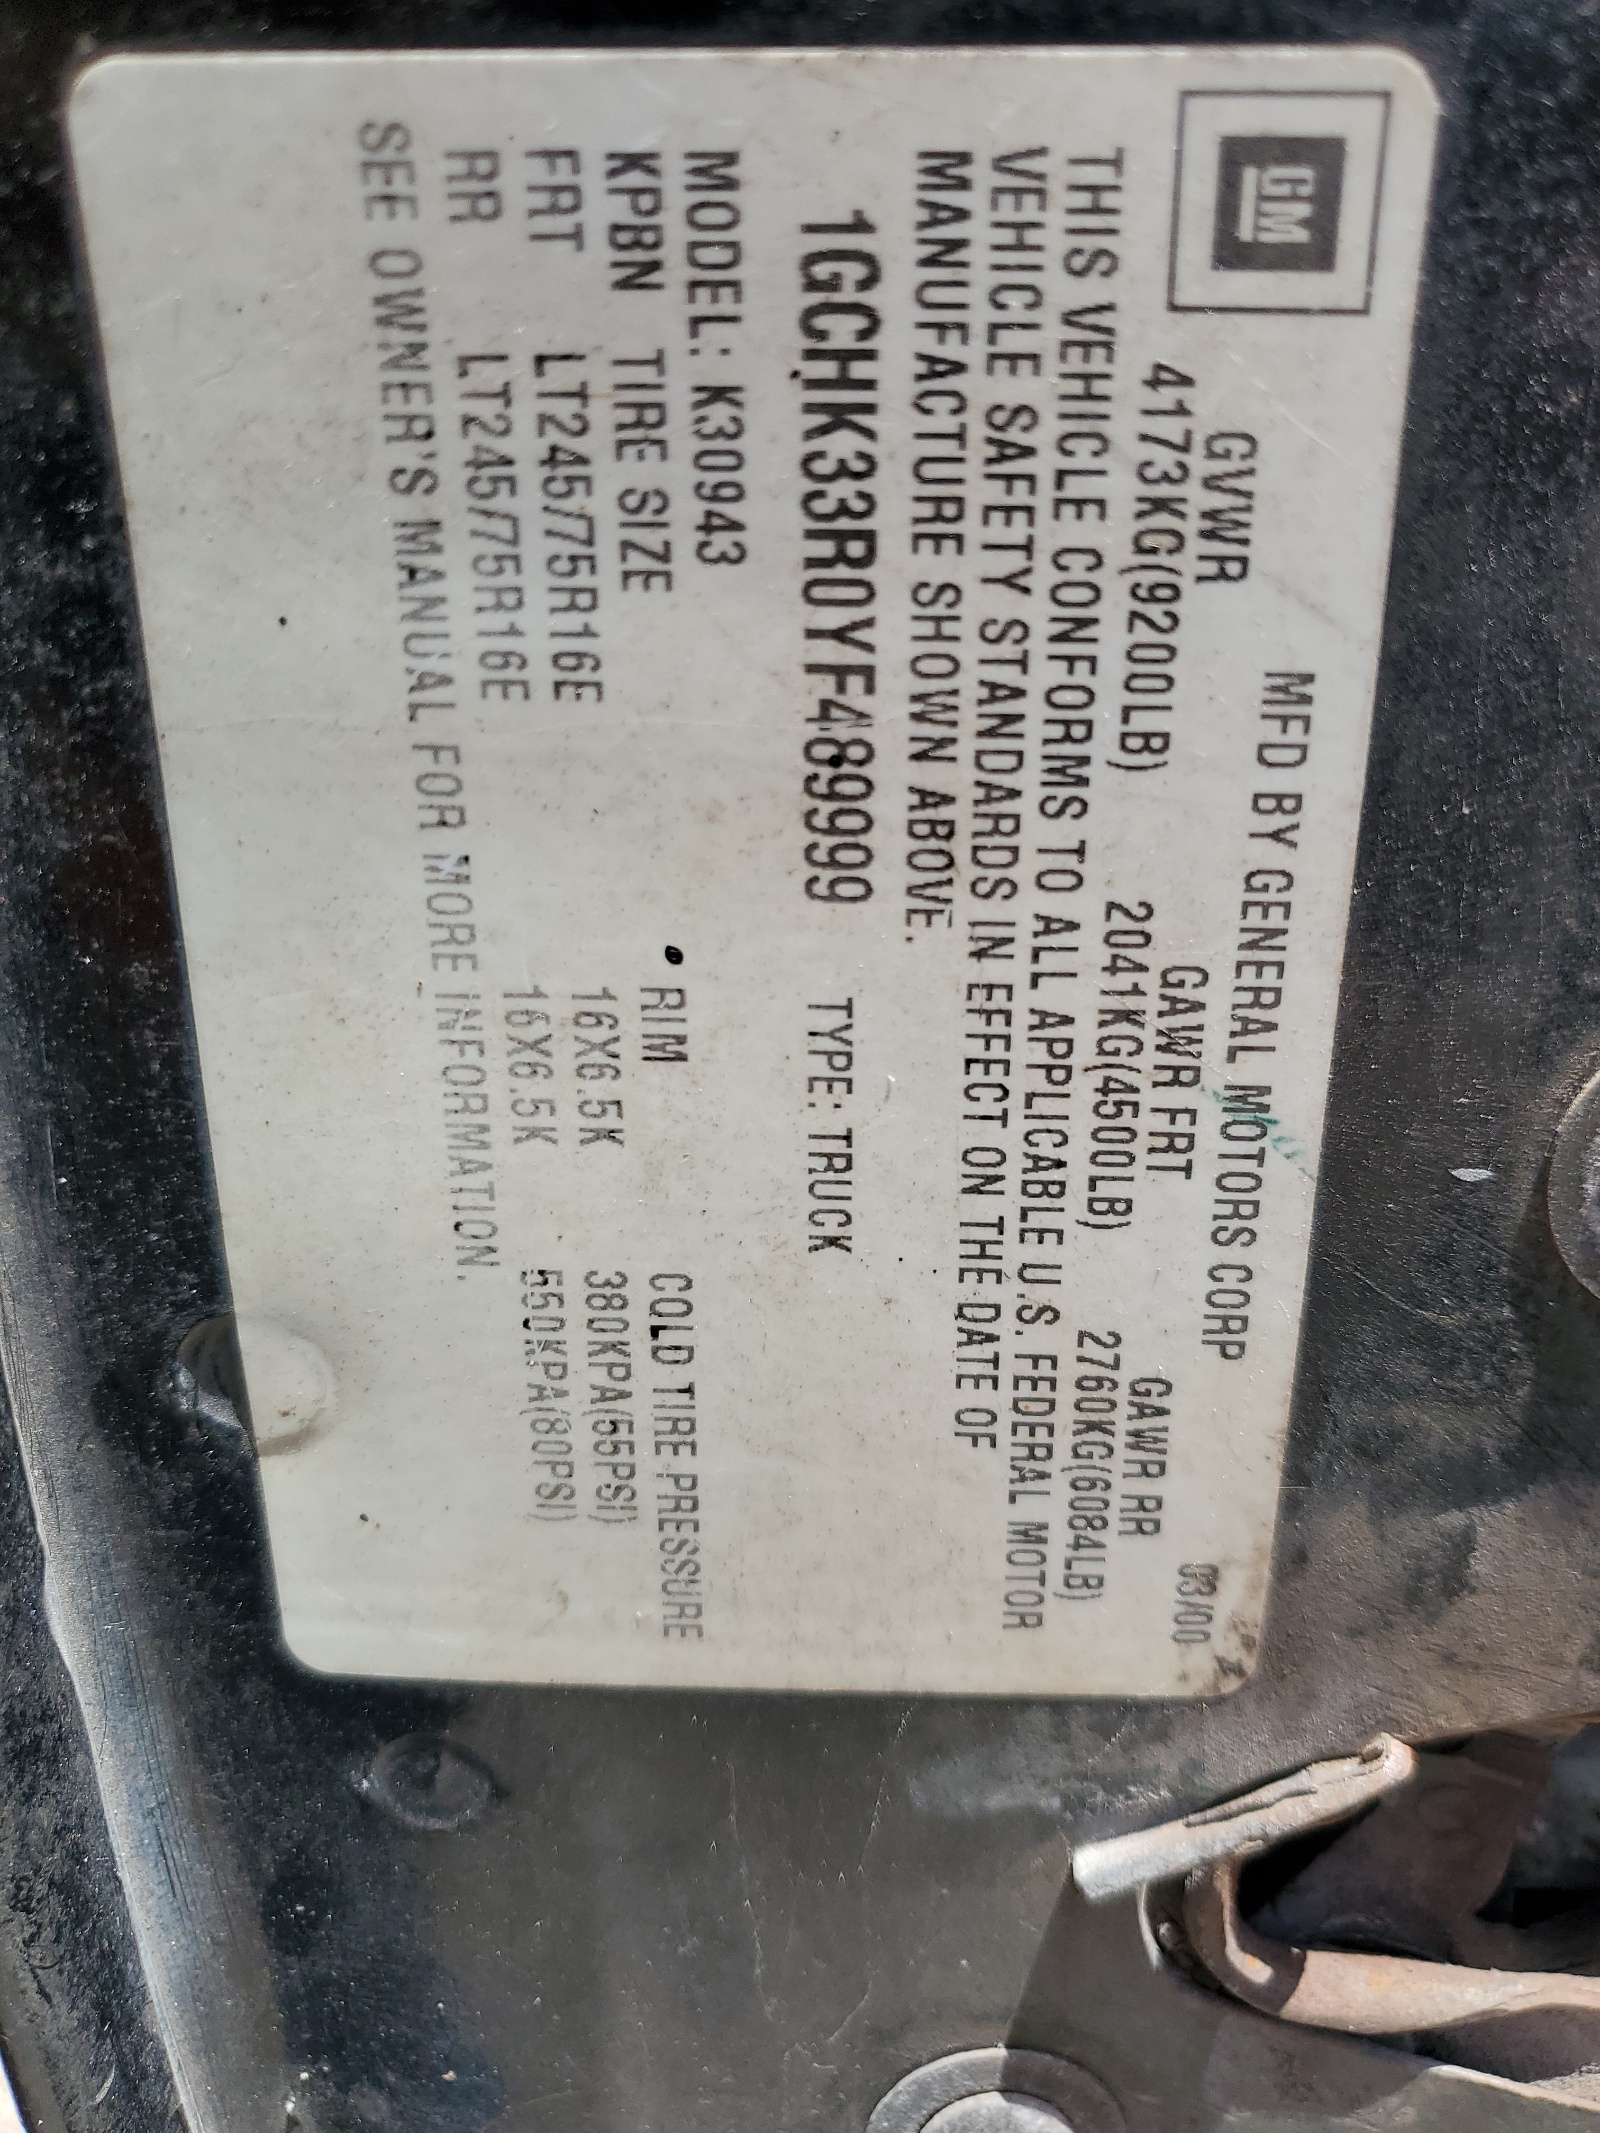 GM
MFD BY GENERAL MOTORS CORP 03/00
GVWR GAWR FRT GAWR RR
4173KG(9200LB) 2041KG(4500LB) 2760KG(6084LB)
THIS VEHICLE CONFORMS TO ALL APPLICABLE U.S. FEDERAL MOTOR
VEHICLE SAFETY STANDARDS IN EFFECT ON THE DATE OF
MANUFACTURE SHOWN ABOVE.
1GCHK33R0YF489999 TYPE: TRUCK
MODEL: K30943
KPBN TIRE SIZE RIM COLD TIRE PRESSURE
FRT LT245/75R16E 16X6.5K 380KPA(55PSI)
RR LT245/75R16E 16X6.5K 550KPA(80PSI)
SEE OWNER'S MANUAL FOR MORE INFORMATION.